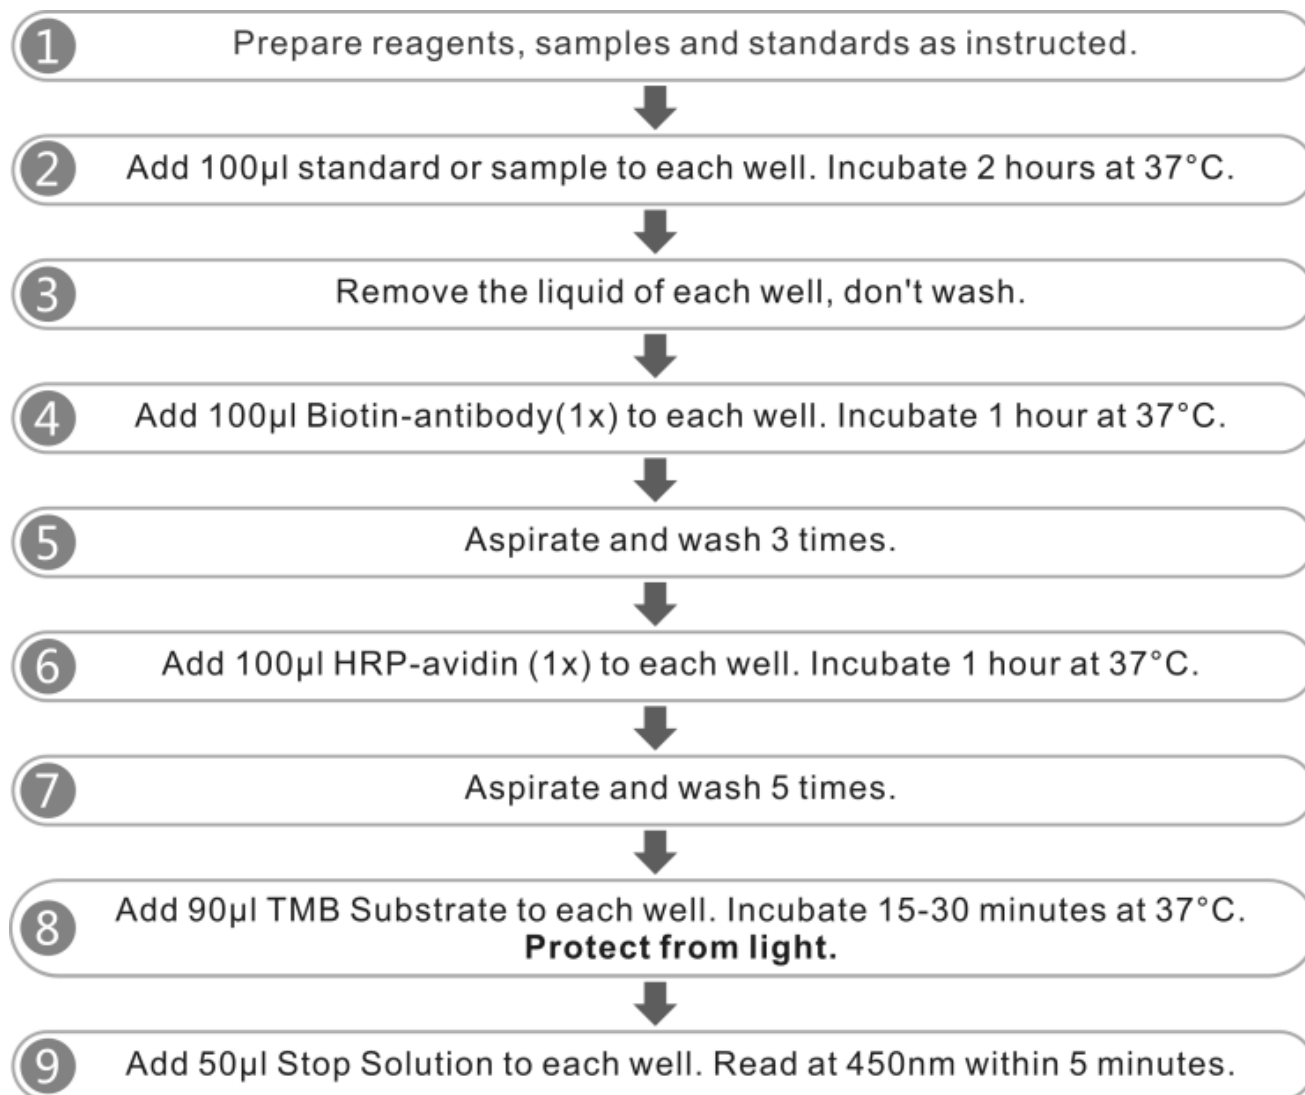 1 Prepare reagents, samples and standards as instructed.
2 Add 100µl standard or sample to each well. Incubate 2 hours at 37°C.
3 Remove the liquid of each well, don't wash.
4 Add 100µl Biotin-antibody(1x) to each well. Incubate 1 hour at 37°C.
5 Aspirate and wash 3 times.
6 Add 100µl HRP-avidin (1x) to each well. Incubate 1 hour at 37°C.
7 Aspirate and wash 5 times.
8 Add 90µl TMB Substrate to each well. Incubate 15-30 minutes at 37°C.
Protect from light.
9 Add 50µl Stop Solution to each well. Read at 450nm within 5 minutes.